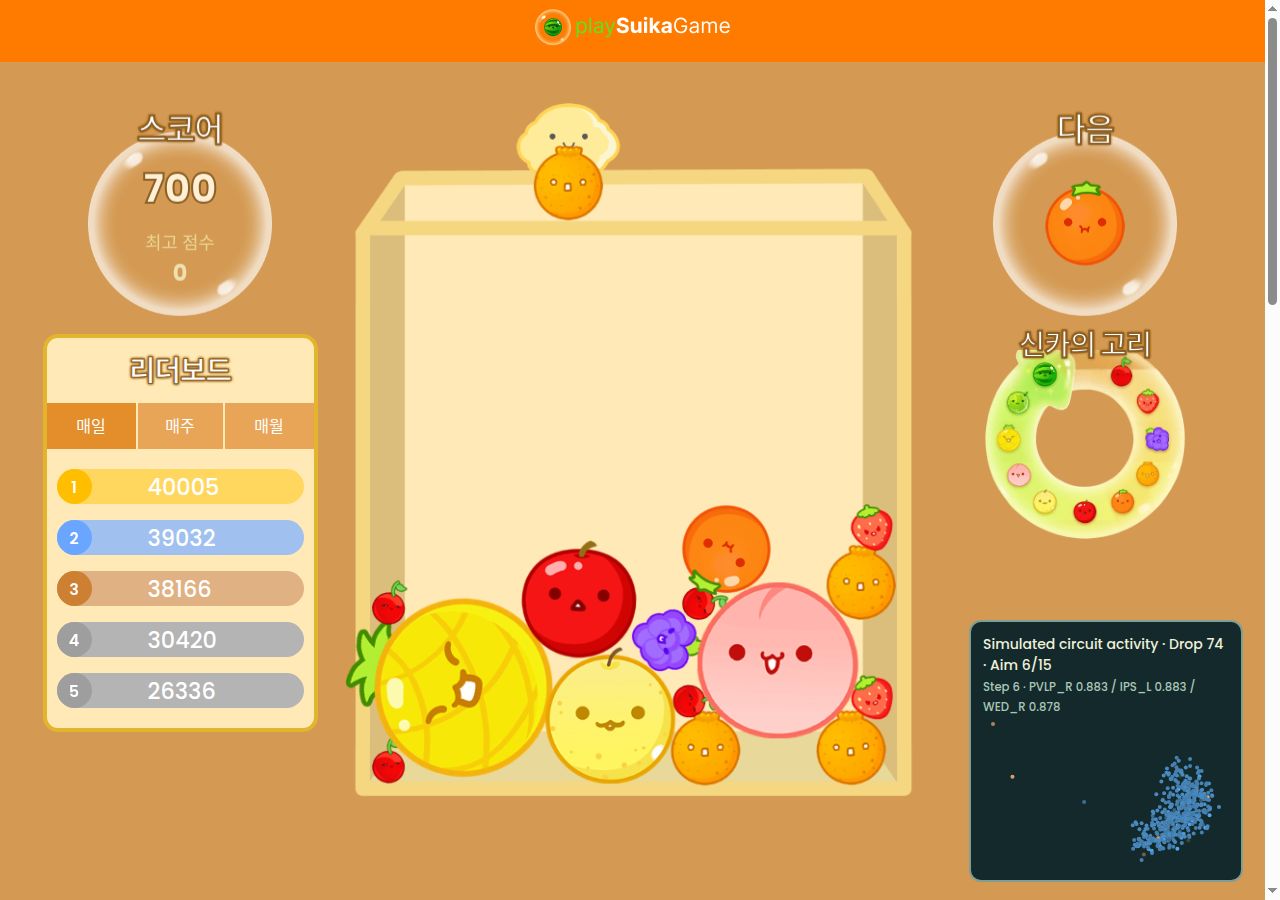 playSuikaGame
스코어
700
최고 점수
0
다음
신카의 고리
리더보드
매일 매주 매월
1 40005
2 39032
3 38166
4 30420
5 26336
Simulated circuit activity · Drop 74
· Aim 6/15
Step 6 · PVLP_R 0.883 / IPS_L 0.883 /
WED_R 0.878